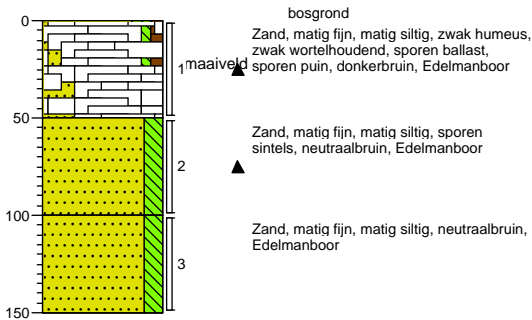 bosgrond
0
Zand, matig fijn, matig siltig, zwak humeus,
zwak wortelhoudend, sporen ballast,
sporen puin, donkerbruin, Edelmanboor
maaiveld
1
50
Zand, matig fijn, matig siltig, sporen
sintels, neutraalbruin, Edelmanboor
2
100
Zand, matig fijn, matig siltig, neutraalbruin,
Edelmanboor
3
150